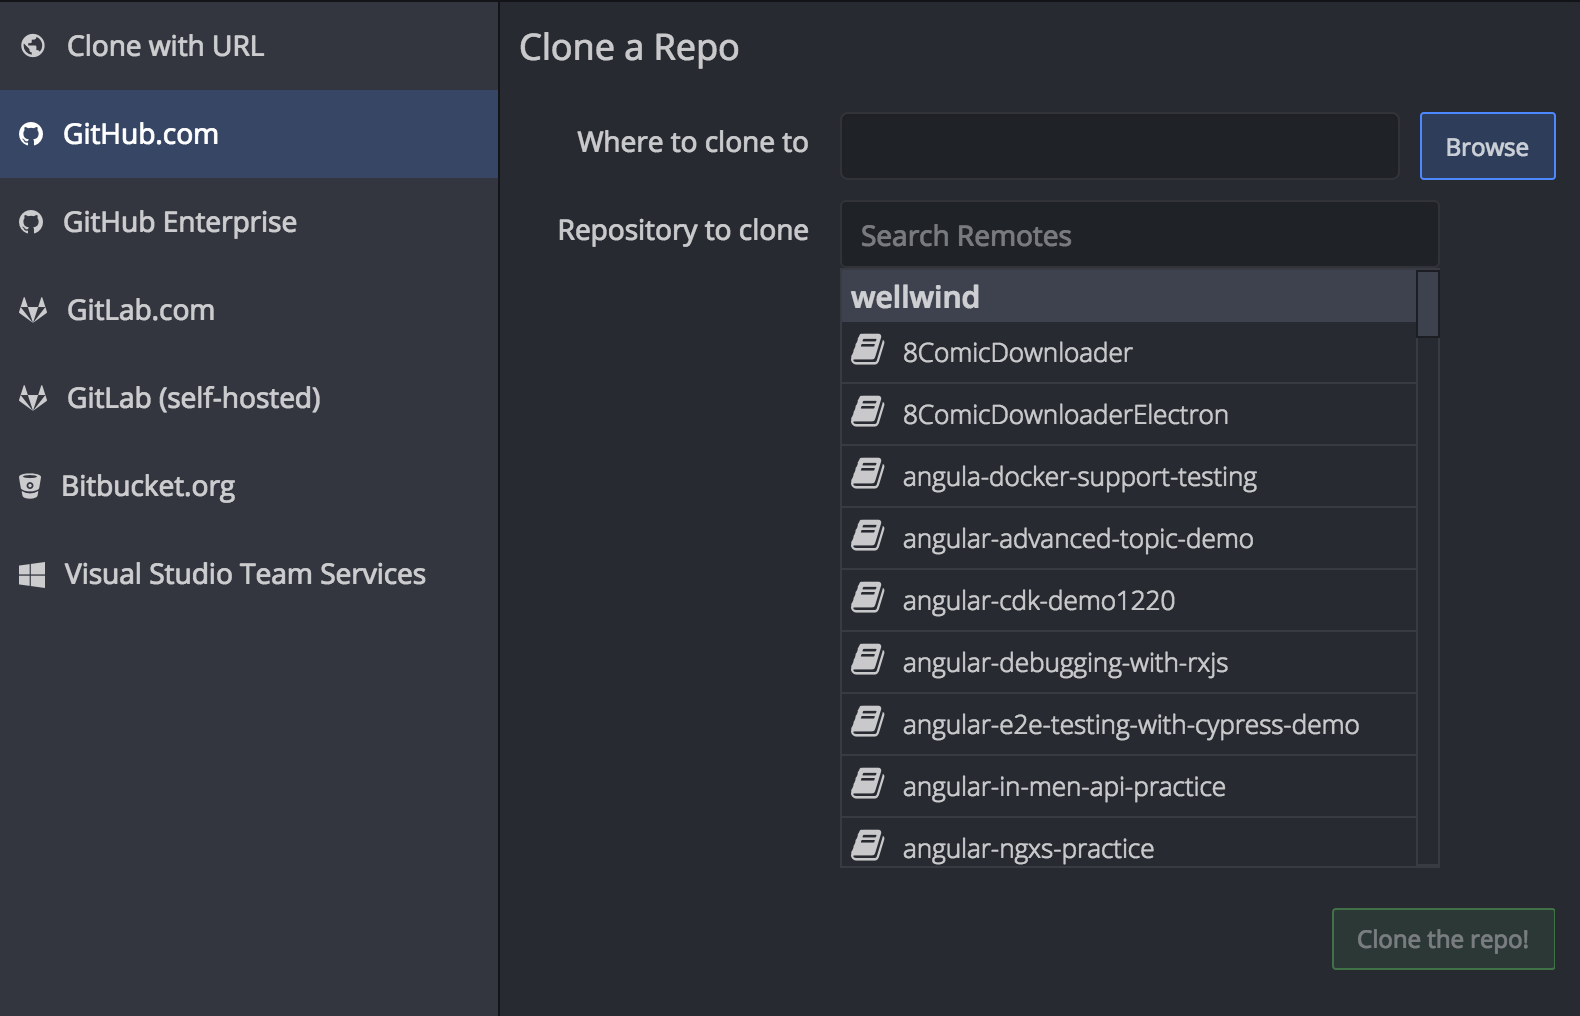 Clone with URL
GitHub.com
GitHub Enterprise
GitLab.com
GitLab (self-hosted)
Bitbucket.org
Visual Studio Team Services
Clone a Repo
Where to clone to
Browse
Repository to clone
Search Remotes
wellwind
8ComicDownloader
8ComicDownloaderElectron
angula-docker-support-testing
angular-advanced-topic-demo
angular-cdk-demo1220
angular-debugging-with-rxjs
angular-e2e-testing-with-cypress-demo
angular-in-men-api-practice
angular-ngxs-practice
Clone the repo!